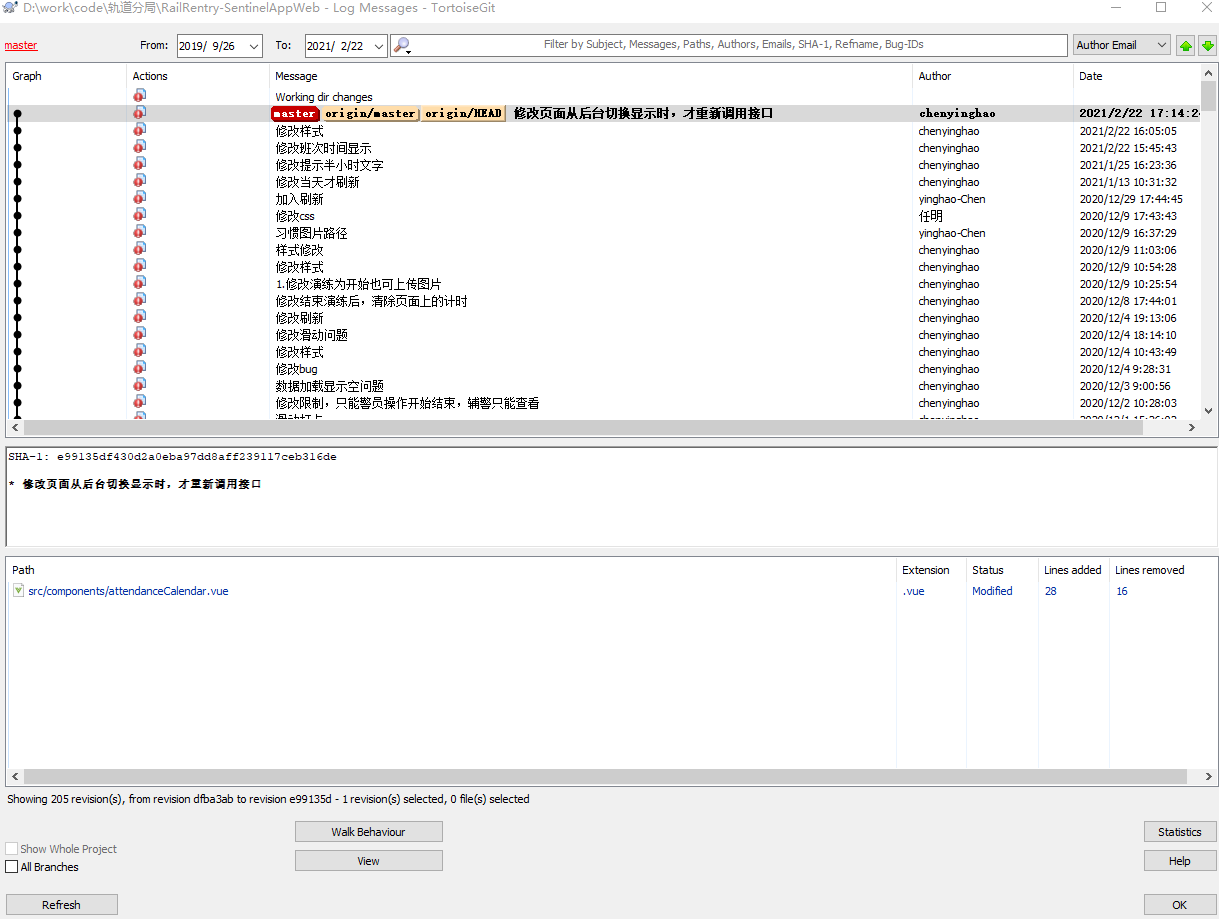 D:\work\code\轨道分局\RailRentry-SentinelAppWeb - Log Messages - TortoiseGit
master From: 2019/ 9/26 To: 2021/ 2/22 Filter by Subject, Messages, Paths, Authors, Emails, SHA-1, Refname, Bug-IDs Author Email
Graph Actions Message Author Date
Working dir changes
master origin/master origin/HEAD 修改页面从后台切换显示时，才重新调用接口 chenyinghao 2021/2/22 17:14:2
修改样式 chenyinghao 2021/2/22 16:05:05
修改班次时间显示 chenyinghao 2021/2/22 15:45:43
修改提示半小时文字 chenyinghao 2021/1/25 16:23:36
修改当天才刷新 chenyinghao 2021/1/13 10:31:32
加入刷新 yinghao-Chen 2020/12/29 17:44:45
修改css 任明 2020/12/9 17:43:43
习惯图片路径 yinghao-Chen 2020/12/9 16:37:29
样式修改 chenyinghao 2020/12/9 11:03:06
修改样式 chenyinghao 2020/12/9 10:54:28
1.修改演练为开始也可上传图片 chenyinghao 2020/12/9 10:25:54
修改结束演练后，清除页面上的计时 chenyinghao 2020/12/8 17:44:01
修改刷新 chenyinghao 2020/12/4 19:13:06
修改滑动问题 chenyinghao 2020/12/4 18:14:10
修改样式 chenyinghao 2020/12/4 10:43:49
修改bug chenyinghao 2020/12/4 9:28:31
数据加载显示空问题 chenyinghao 2020/12/3 9:00:56
修改限制，只能警员操作开始结束，辅警只能查看 chenyinghao 2020/12/2 10:28:03
SHA-1: e99135df430d2a0eba97dd8aff239117ceb316de
* 修改页面从后台切换显示时，才重新调用接口
Path Extension Status Lines added Lines removed
src/components/attendanceCalendar.vue .vue Modified 28 16
Showing 205 revision(s), from revision dfba3ab to revision e99135d - 1 revision(s) selected, 0 file(s) selected
Walk Behaviour Statistics
Show Whole Project
View Help
All Branches
Refresh OK